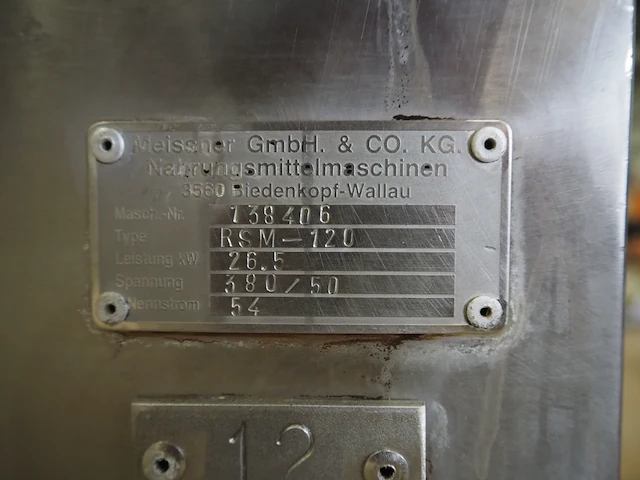 Meissner GmbH. & CO. KG.
Nahrungsmittelmaschinen
3560 Biedenkopf-Wallau
Masch.-Nr. 138406
Type RSM-120
Leistung kW 26.5
Spannung 380/50
Nennstrom 54
12